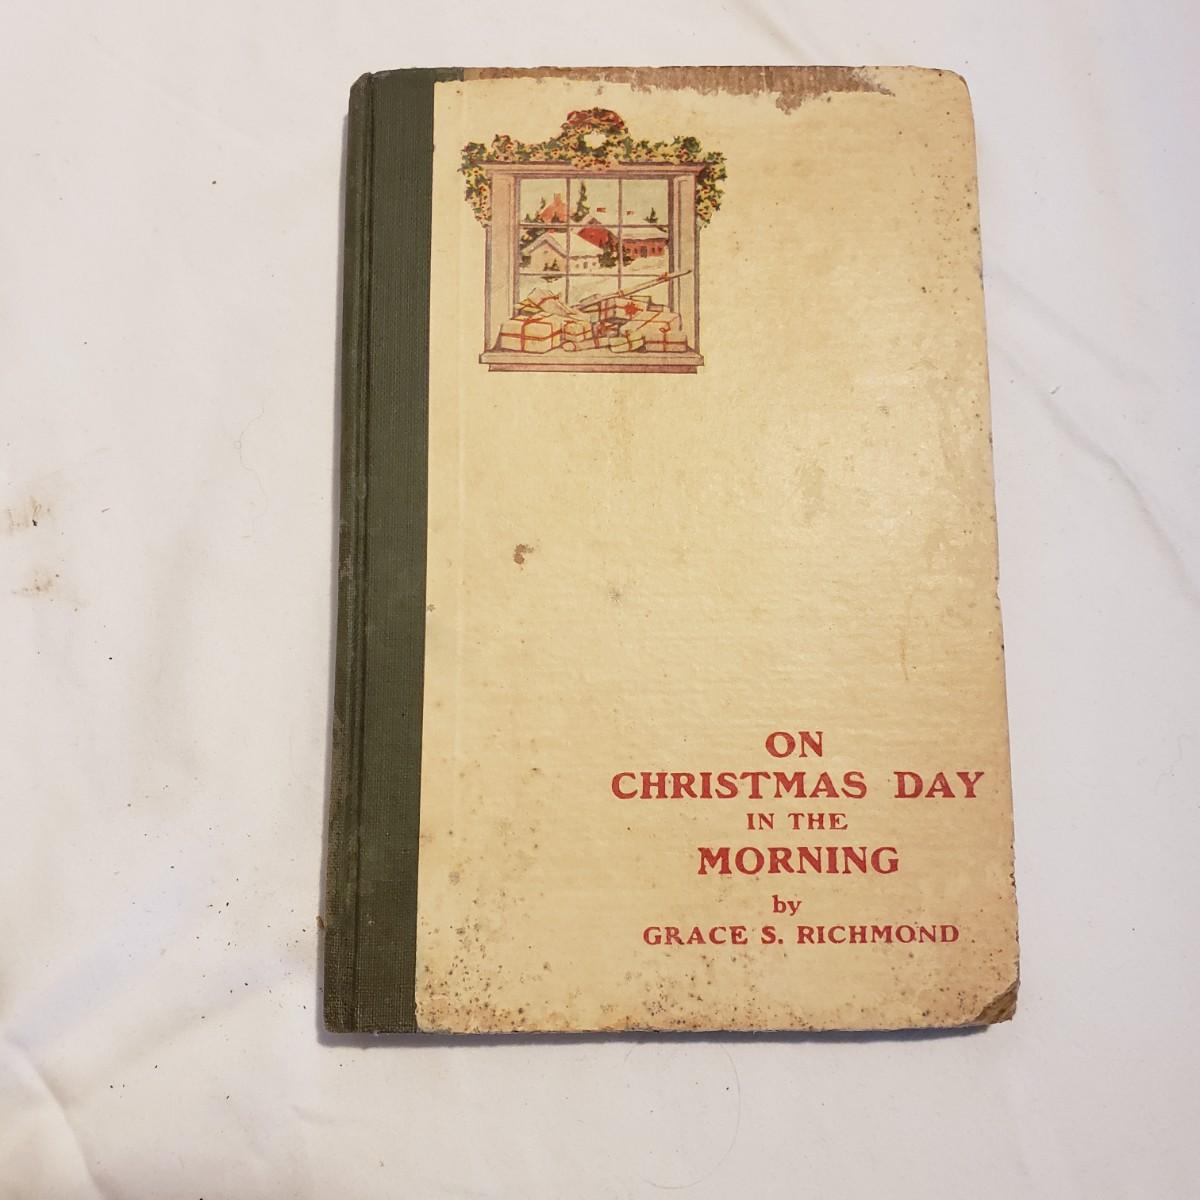 ON
CHRISTMAS DAY
IN THE
MORNING
by
GRACE S. RICHMOND